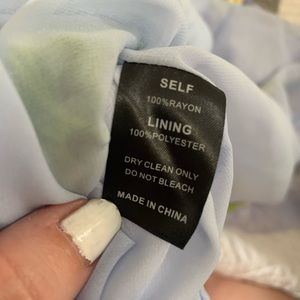 SELF
100%RAYON
LINING
100%POLYESTER
DRY CLEAN ONLY
DO NOT BLEACH
MADE IN CHINA